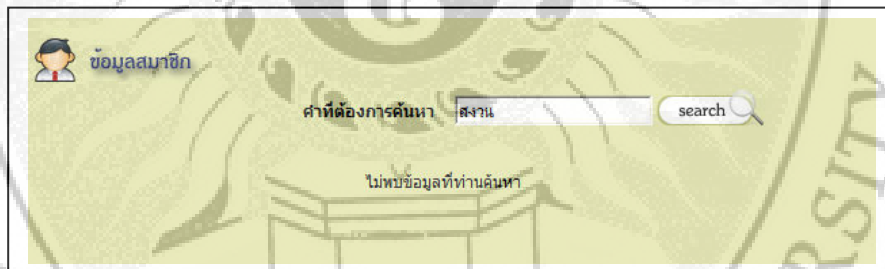 ข้อมูลสมาชิก
คำที่ต้องการค้นหา สงวน search
ไม่พบข้อมูลที่ท่านค้นหา
RSITY